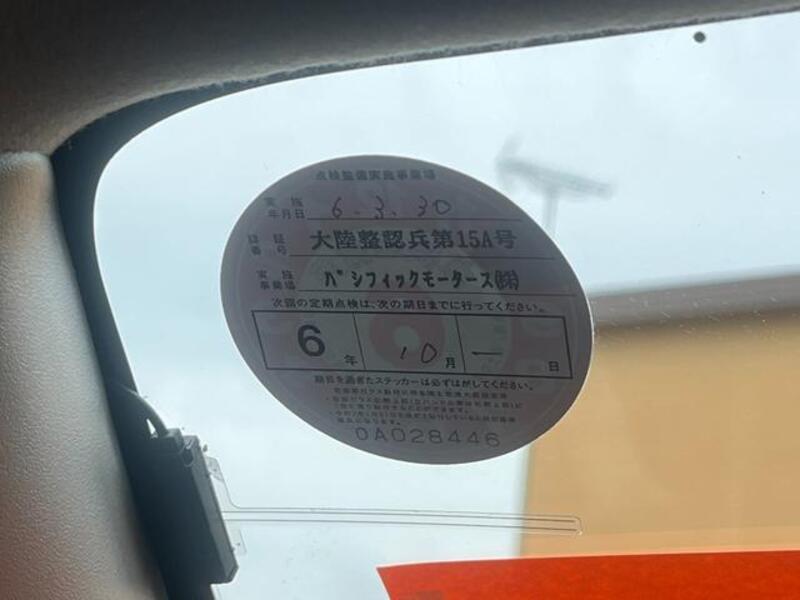 点検整備実施事業場
実施年月日 6.3.30
認証番号 大陸整認兵第15A号
実施事業場 パシフィックモータース㈱
次回の定期点検は、次の期日までに行ってください。
6年 10月 一日
期日を過ぎたステッカーは必ずはがしてください。
OA028446